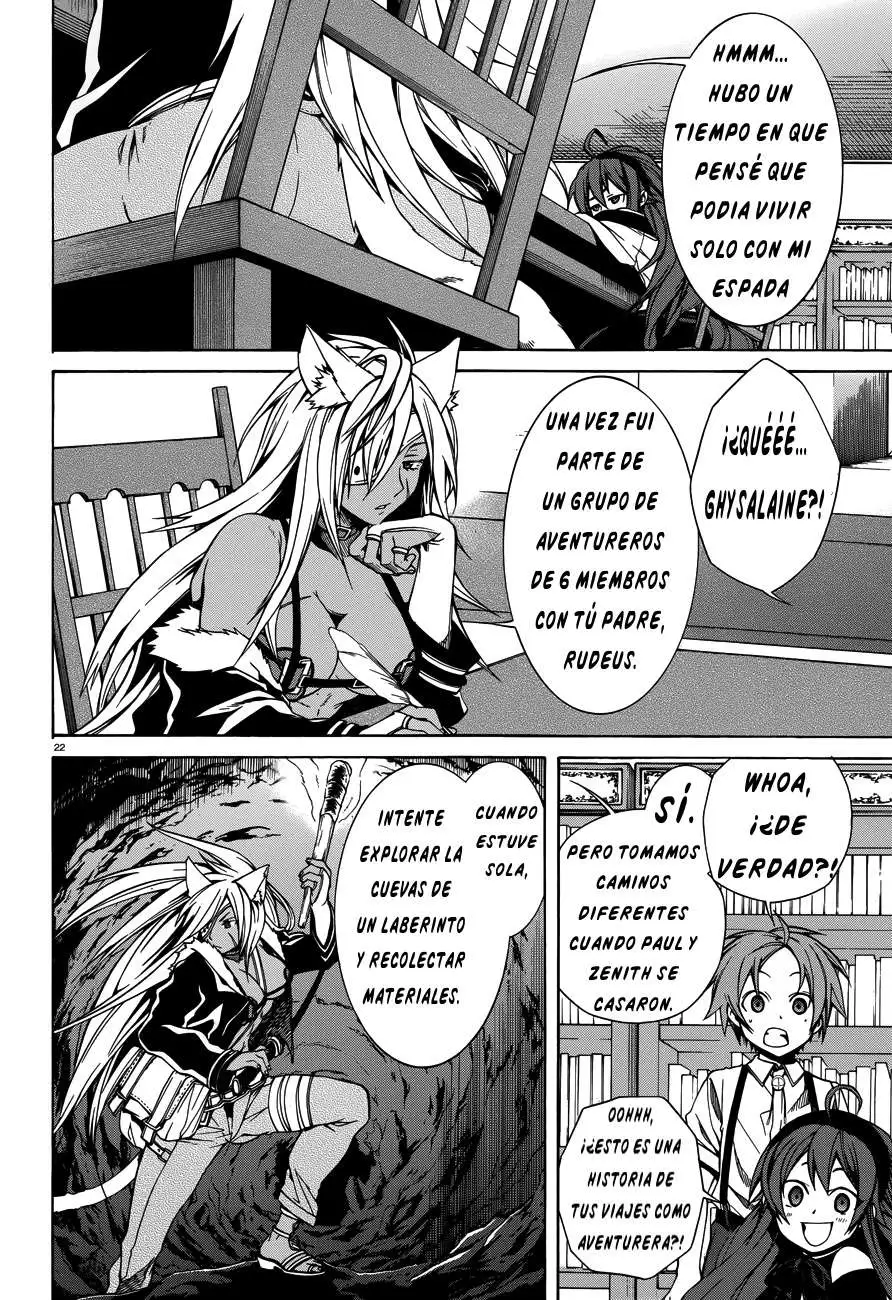 HMMM...
HUBO UN
TIEMPO EN QUE
PENSÉ QUE
PODIA VIVIR
SOLO CON MI
ESPADA
¡¿QUÉÉÉ...
GHYSALAINE?!
UNA VEZ FUI
PARTE DE
UN GRUPO DE
AVENTUREROS
DE 6 MIEMBROS
CON TÚ PADRE,
RUDEUS.
22
WHOA,
¡¿DE
VERDAD?!
SÍ.
PERO TOMAMOS
CAMINOS
DIFERENTES
CUANDO PAUL Y
ZENITH SE
CASARON.
CUANDO
ESTUVE
SOLA,
INTENTE
EXPLORAR LA
CUEVAS DE
UN LABERINTO
Y RECOLECTAR
MATERIALES.
OOHHH,
¡¿ESTO ES UNA
HISTORIA DE
TUS VIAJES COMO
AVENTURERA?!